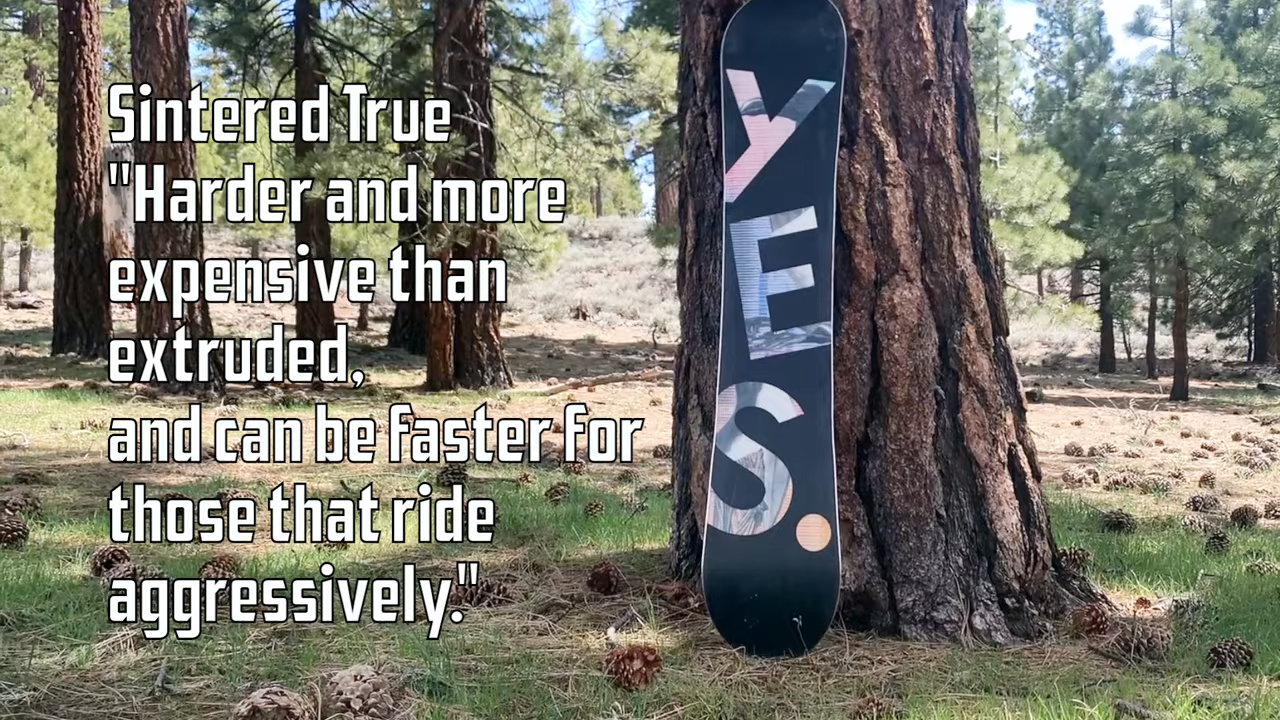 Sintered True
"Harder and more
expensive than
extruded,
and can be faster for
those that ride
aggressively."
YES.